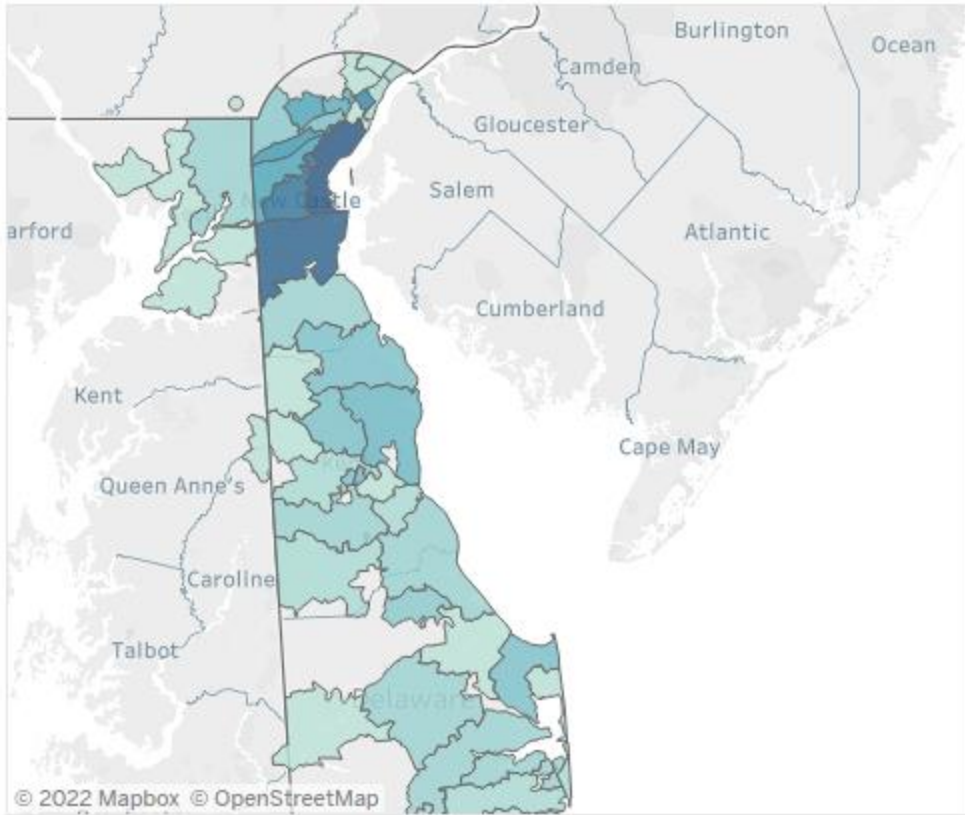 Burlington
Ocean
Camden
Gloucester
Salem
New Castle
arford
Atlantic
Cumberland
Kent
Cape May
Queen Anne's
Caroline
Talbot
Delaware
© 2022 Mapbox © OpenStreetMap